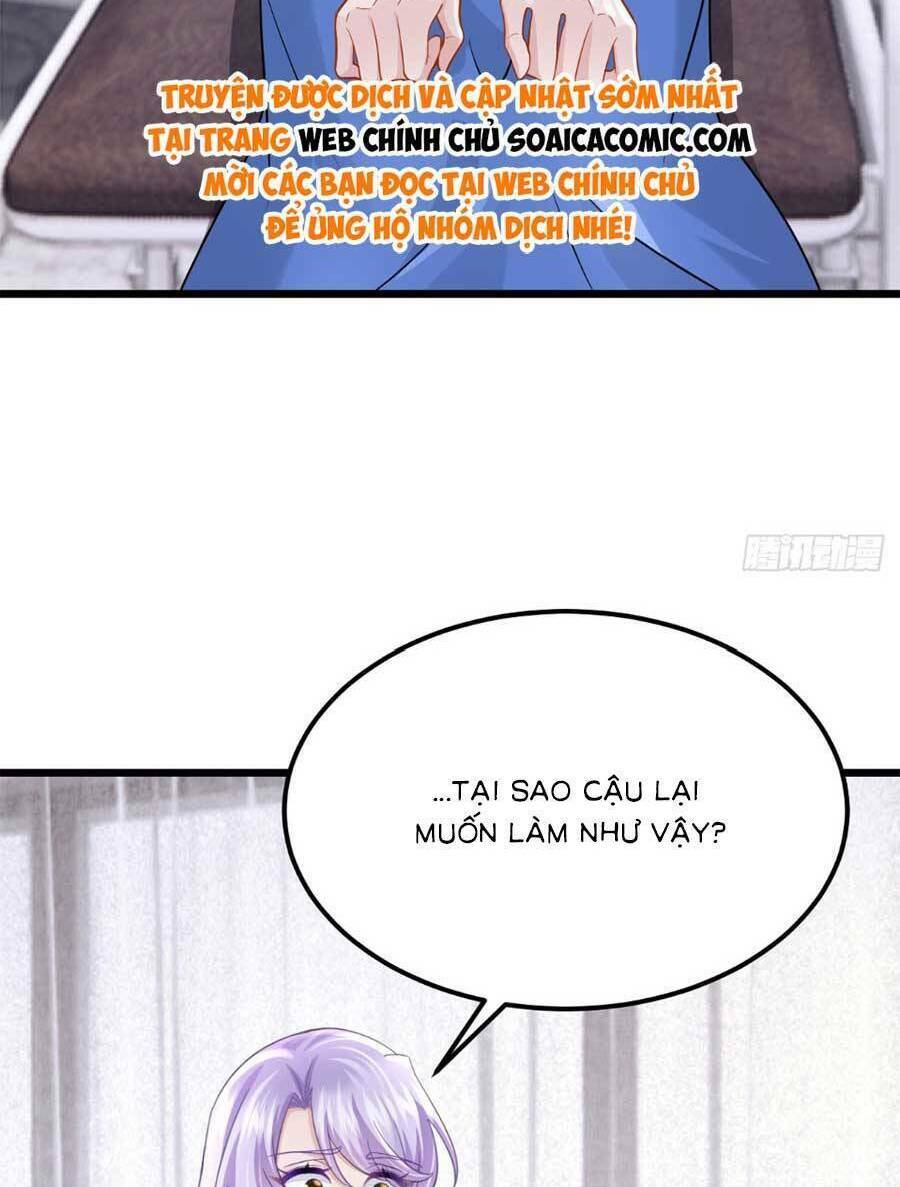 TRUYỆN ĐƯỢC DỊCH VÀ CẬP NHẬT SỚM NHẤT
TẠI TRANG WEB CHÍNH CHỦ SOAICACOMIC.COM
MỜI CÁC BẠN ĐỌC TẠI WEB CHÍNH CHỦ
ĐỂ ỦNG HỘ NHÓM DỊCH NHÉ!
腾讯动漫
...TẠI SAO CẬU LẠI
MUỐN LÀM NHƯ VẬY?